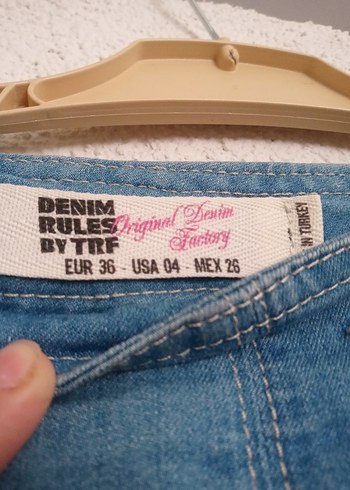 DENIM
RULES
BY TRF
Original Denim
Factory
EUR 36 - USA 04 - MEX 26
IN TURKEY